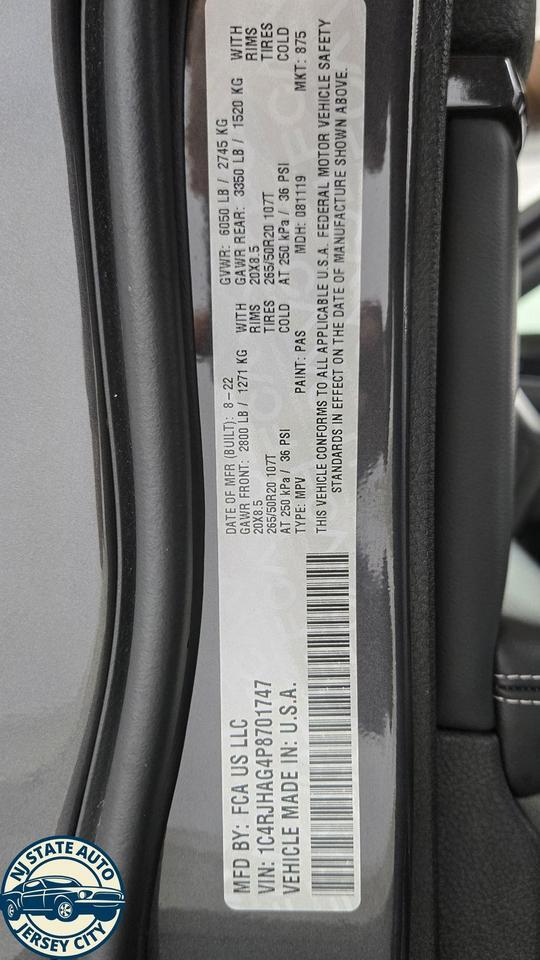 MFD BY: FCA US LLC
VIN: 1C4RJHAG4P8701747
VEHICLE MADE IN: U.S.A.
DATE OF MFR (BUILT): 8-22 GVWR: 6050 LB / 2745 KG
GAWR FRONT: 2800 LB / 1271 KG WITH GAWR REAR: 3350 LB / 1520 KG WITH
20X8.5 RIMS 20X8.5 RIMS
265/50R20 107T TIRES 265/50R20 107T TIRES
AT 250 kPa / 36 PSI COLD AT 250 kPa / 36 PSI COLD
TYPE: MPV PAINT: PAS MDH: 081119 MKT: 875
THIS VEHICLE CONFORMS TO ALL APPLICABLE U.S.A. FEDERAL MOTOR VEHICLE SAFETY
STANDARDS IN EFFECT ON THE DATE OF MANUFACTURE SHOWN ABOVE.
NJ STATE AUTO
JERSEY CITY